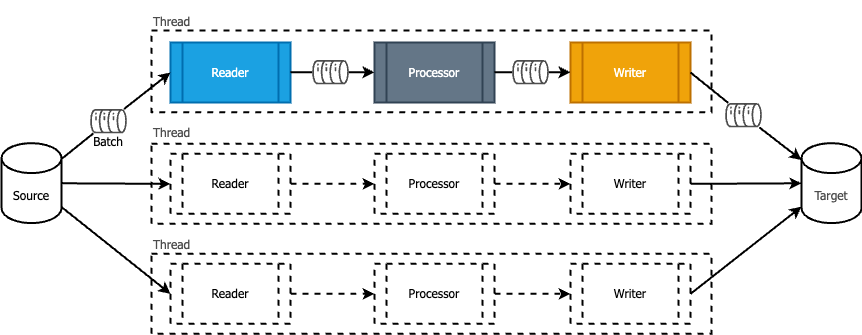 Thread
Reader
Processor
Writer
Batch
Thread
Source
Reader
Processor
Writer
Target
Thread
Reader
Processor
Writer